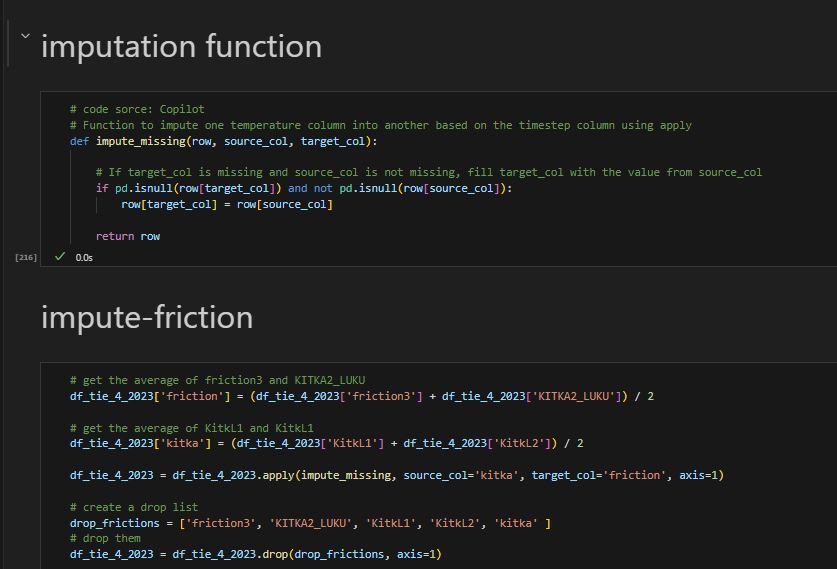 imputation function
# code sorce: Copilot
# Function to impute one temperature column into another based on the timestep column using apply
def impute_missing(row, source_col, target_col):
# If target_col is missing and source_col is not missing, fill target_col with the value from source_col
if pd.isnull(row[target_col]) and not pd.isnull(row[source_col]):
row[target_col] = row[source_col]
return row
[216] 0.0s
impute-friction
# get the average of friction3 and KITKA2_LUKU
df_tie_4_2023['friction'] = (df_tie_4_2023['friction3'] + df_tie_4_2023['KITKA2_LUKU']) / 2
# get the average of KitkL1 and KitkL1
df_tie_4_2023['kitka'] = (df_tie_4_2023['KitkL1'] + df_tie_4_2023['KitkL2']) / 2
df_tie_4_2023 = df_tie_4_2023.apply(impute_missing, source_col='kitka', target_col='friction', axis=1)
# create a drop list
drop_frictions = ['friction3', 'KITKA2_LUKU', 'KitkL1', 'KitkL2', 'kitka' ]
# drop them
df_tie_4_2023 = df_tie_4_2023.drop(drop_frictions, axis=1)